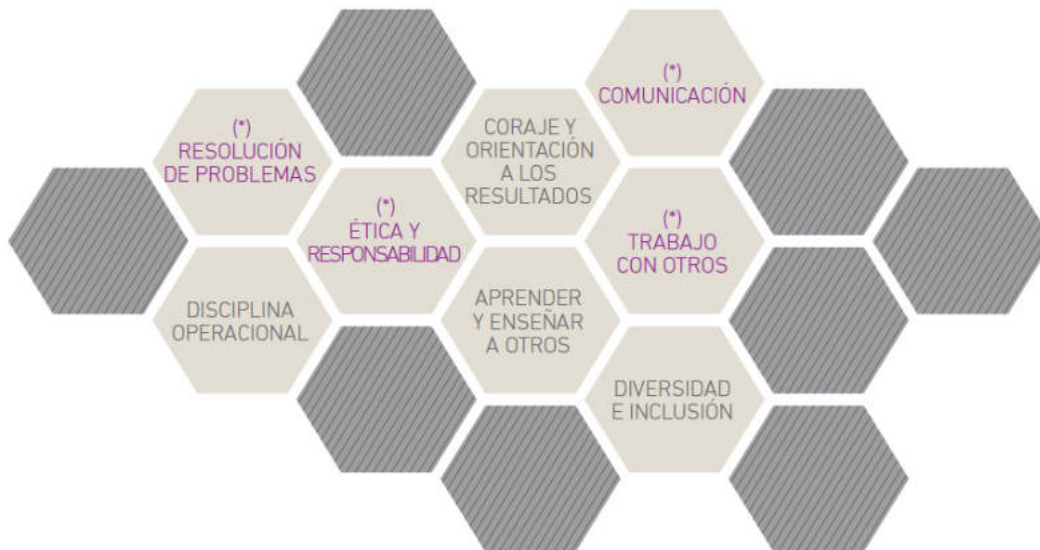 (*)
COMUNICACIÓN
(*)
RESOLUCIÓN
DE PROBLEMAS
CORAJE Y
ORIENTACIÓN
A LOS
RESULTADOS
(*)
ÉTICA Y
RESPONSABILIDAD
(*)
TRABAJO
CON OTROS
DISCIPLINA
OPERACIONAL
APRENDER
Y ENSEÑAR
A OTROS
DIVERSIDAD
E INCLUSIÓN